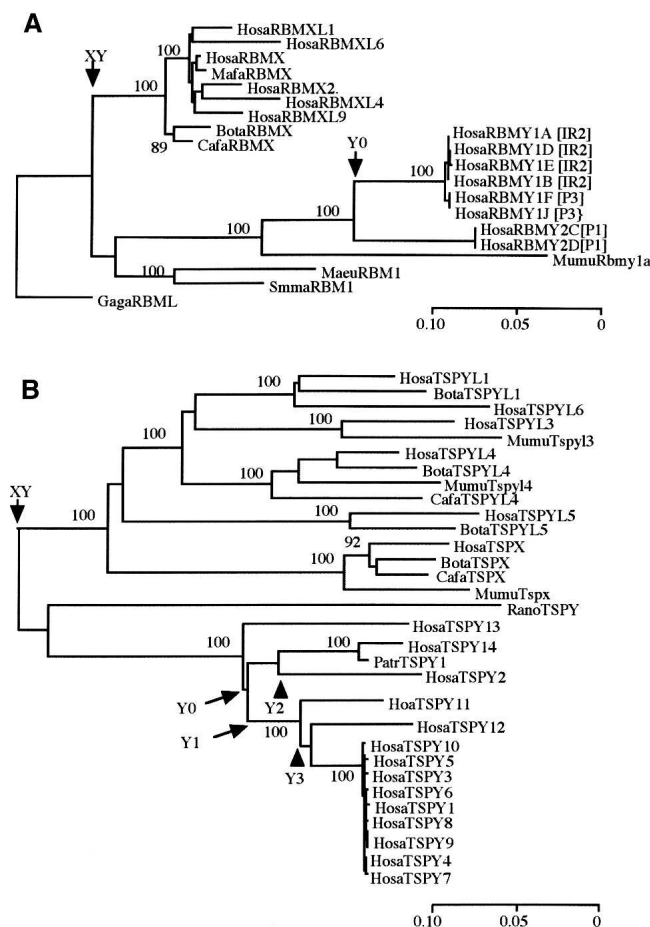 A
XY
HosaRBMXL1
100
HosaRBMXL6
HosaRBMX
MafaRBMX
100
HosaRBMX2.
HosaRBMXL4
HosaRBMXL9
BotaRBMX
89
CafaRBMX
Y0
HosaRBMY1A [IR2]
HosaRBMY1D [IR2]
100
HosaRBMY1E [IR2]
HosaRBMY1B [IR2]
HosaRBMY1F [P3]
HosaRBMY1J [P3}
100
HosaRBMY2C[P1]
HosaRBMY2D[P1]
MumuRbmy1a
100
MaeuRBM1
SmmaRBM1
GagaRBML
0.10 0.05 0
B
100
HosaTSPYL1
BotaTSPYL1
HosaTSPYL6
100
HosaTSPYL3
MumuTspyl3
HosaTSPYL4
100
BotaTSPYL4
MumuTspyl4
CafaTSPYL4
XY
100
100
HosaTSPYL5
BotaTSPYL5
92
HosaTSPX
100
BotaTSPX
CafaTSPX
MumuTspx
RanoTSPY
100
HosaTSPY13
100
HosaTSPY14
PatrTSPY1
HosaTSPY2
Y0
Y2
HoaTSPY11
Y1
100
HosaTSPY12
Y3
HosaTSPY10
HosaTSPY5
100
HosaTSPY3
HosaTSPY6
HosaTSPY1
HosaTSPY8
HosaTSPY9
HosaTSPY4
HosaTSPY7
0.10 0.05 0